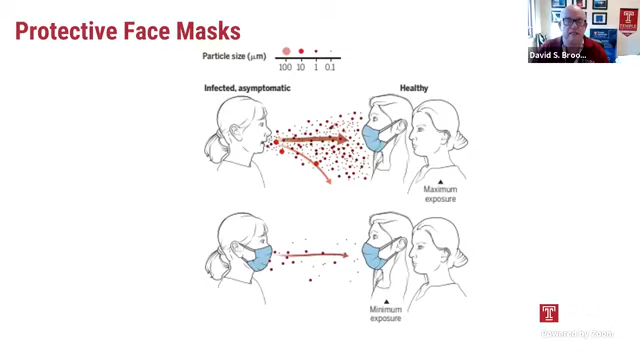 Protective Face Masks
Particle size (μm)
100 10 1 0.1
Infected, asymptomatic
Healthy
Maximum
exposure
Minimum
exposure
David S. Broo...
TEMPLE
Powered by Zoom